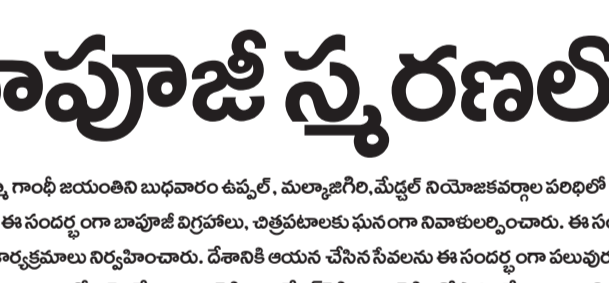 బాపూజీ స్మరణలో
గాంధీ జయంతిని బుధవారం ఉప్పల్, మల్కాజిగిరి,మేడ్చల్ నియోజకవర్గాల పరిధిలో
ఈ సందర్భంగా బాపూజీ విగ్రహాలు, చిత్రపటాలకు ఘనంగా నివాళులర్పించారు. ఈ
కార్యక్రమాలు నిర్వహించారు. దేశానికి ఆయన చేసిన సేవలను ఈ సందర్భంగా పలువురు